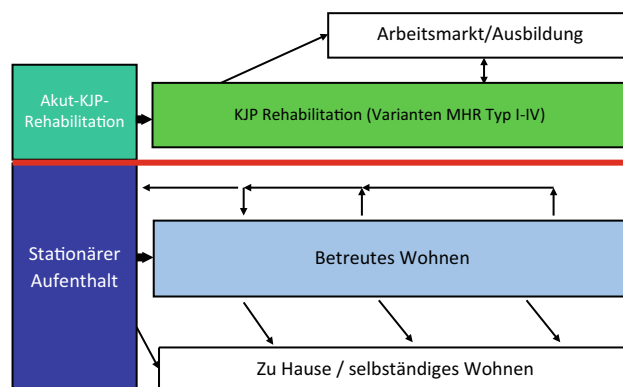 Arbeitsmarkt/Ausbildung
Akut-KJP-
Rehabilitation
KJP Rehabilitation (Varianten MHR Typ I-IV)
Stationärer
Aufenthalt
Betreutes Wohnen
Zu Hause / selbständiges Wohnen